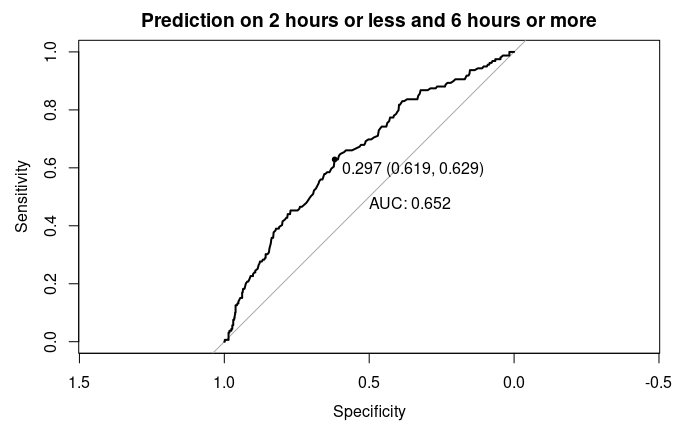 Prediction on 2 hours or less and 6 hours or more
1.0
0.8
0.6
0.4
0.2
0.0
Sensitivity
0.297 (0.619, 0.629)
AUC: 0.652
1.5 1.0 0.5 0.0 -0.5
Specificity